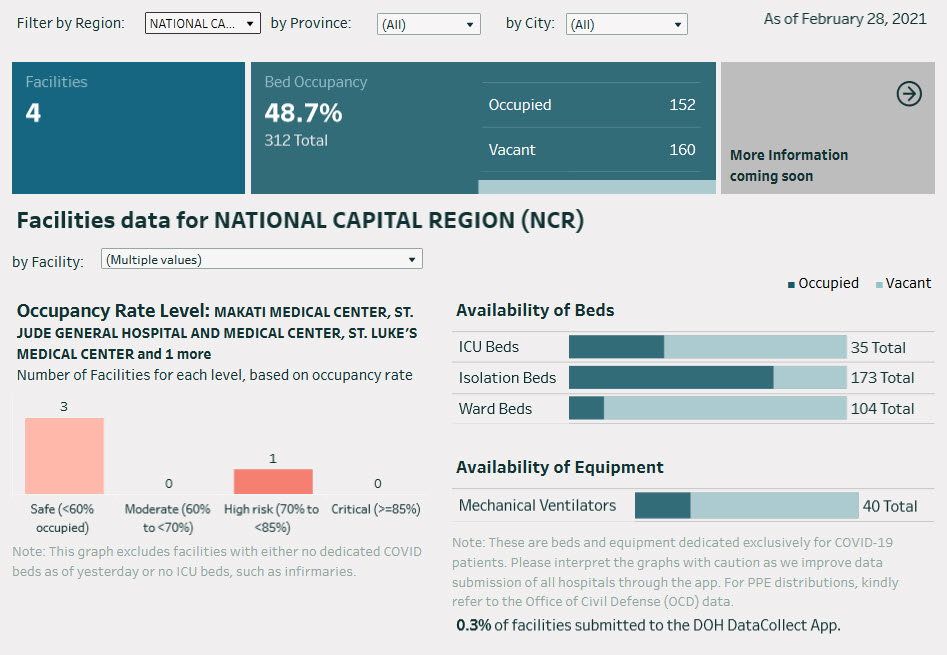 Filter by Region: NATIONAL CA... by Province: (All) by City: (All) As of February 28, 2021
Facilities
4
Bed Occupancy
48.7%
312 Total
Occupied 152
Vacant 160
More Information
coming soon
Facilities data for NATIONAL CAPITAL REGION (NCR)
by Facility: (Multiple values)
Occupied Vacant
Occupancy Rate Level: MAKATI MEDICAL CENTER, ST.
JUDE GENERAL HOSPITAL AND MEDICAL CENTER, ST. LUKE'S
MEDICAL CENTER and 1 more
Number of Facilities for each level, based on occupancy rate
3
0
1
0
Safe (<60%
occupied)
Moderate (60%
to <70%)
High risk (70% to
<85%)
Critical (>=85%)
Note: This graph excludes facilities with either no dedicated COVID
beds as of yesterday or no ICU beds, such as infirmaries.
Availability of Beds
ICU Beds 35 Total
Isolation Beds 173 Total
Ward Beds 104 Total
Availability of Equipment
Mechanical Ventilators 40 Total
Note: These are beds and equipment dedicated exclusively for COVID-19
patients. Please interpret the graphs with caution as we improve data
submission of all hospitals through the app. For PPE distributions, kindly
refer to the Office of Civil Defense (OCD) data.
0.3% of facilities submitted to the DOH DataCollect App.